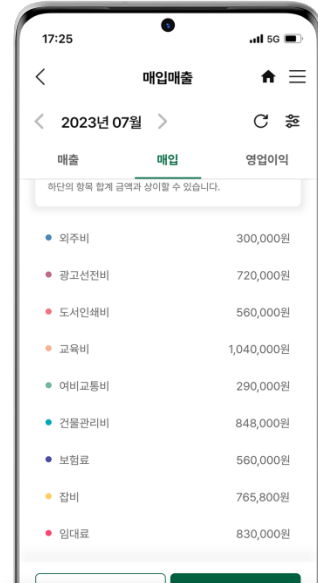 17:25
5G
매입매출
2023년 07월
매출 매입 영업이익
하단의 항목 합계 금액과 상이할 수 있습니다.
외주비 300,000원
광고선전비 720,000원
도서인쇄비 560,000원
교육비 1,040,000원
여비교통비 290,000원
건물관리비 848,000원
보험료 560,000원
잡비 765,800원
임대료 830,000원